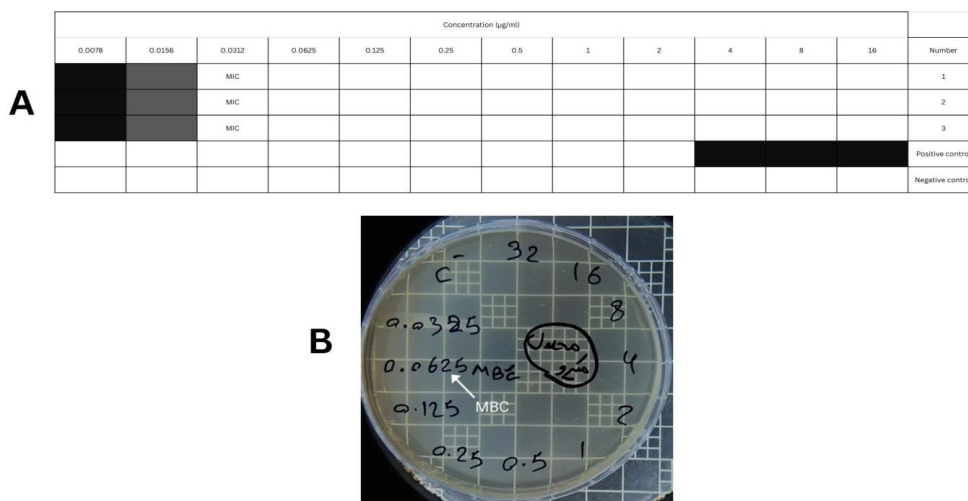 Concentration (µg/ml)
0.0078 0.0156 0.0312 0.0625 0.125 0.25 0.5 1 2 4 8 16 Number
A
MIC 1
MIC 2
MIC 3
Positive contro
Negative contro
B
C - 32 16
0.0325 8
0.0625 MBC 4
MBC
0.125 2
0.25 0.5 1